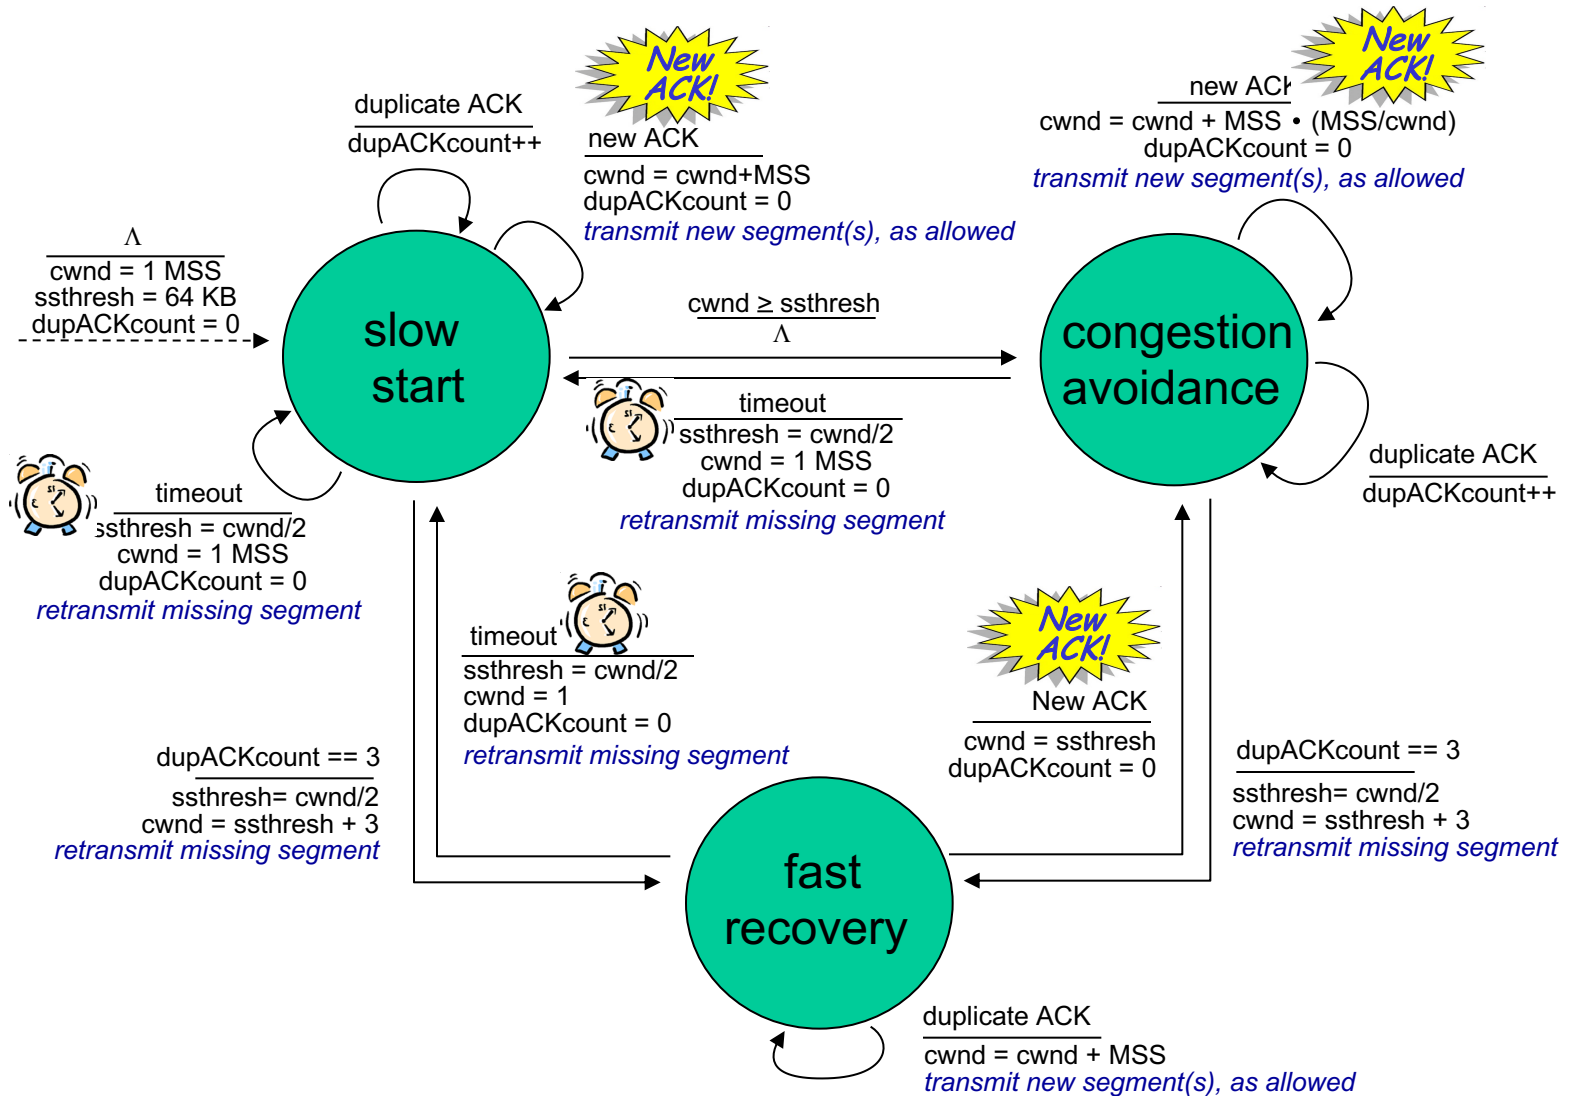 New
ACK!
New
ACK!
duplicate ACK
dupACKcount++
new ACK
cwnd = cwnd+MSS
dupACKcount = 0
transmit new segment(s), as allowed
new ACK
cwnd = cwnd + MSS • (MSS/cwnd)
dupACKcount = 0
transmit new segment(s), as allowed
Λ
cwnd = 1 MSS
ssthresh = 64 KB
dupACKcount = 0
slow
start
cwnd ≥ ssthresh
Λ
congestion
avoidance
timeout
ssthresh = cwnd/2
cwnd = 1 MSS
dupACKcount = 0
retransmit missing segment
duplicate ACK
dupACKcount++
timeout
ssthresh = cwnd/2
cwnd = 1 MSS
dupACKcount = 0
retransmit missing segment
timeout
ssthresh = cwnd/2
cwnd = 1
dupACKcount = 0
retransmit missing segment
New
ACK!
New ACK
cwnd = ssthresh
dupACKcount = 0
dupACKcount == 3
ssthresh= cwnd/2
cwnd = ssthresh + 3
retransmit missing segment
dupACKcount == 3
ssthresh= cwnd/2
cwnd = ssthresh + 3
retransmit missing segment
fast
recovery
duplicate ACK
cwnd = cwnd + MSS
transmit new segment(s), as allowed